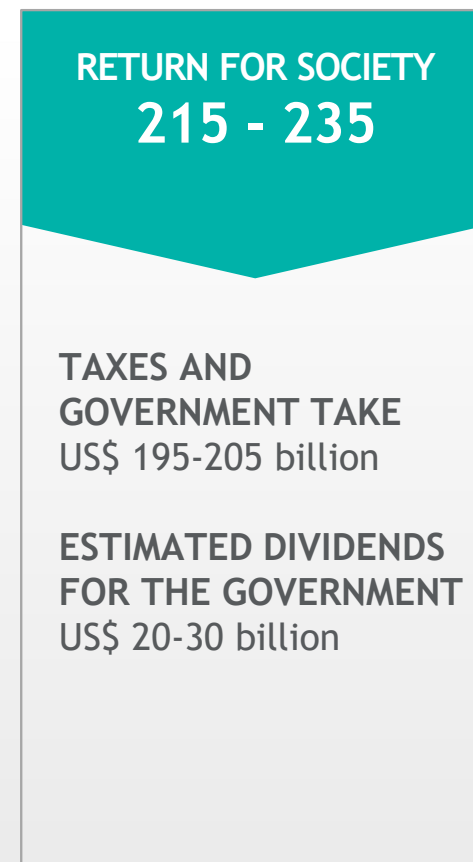 RETURN FOR SOCIETY
215 - 235
TAXES AND
GOVERNMENT TAKE
US$ 195-205 billion
ESTIMATED DIVIDENDS
FOR THE GOVERNMENT
US$ 20-30 billion